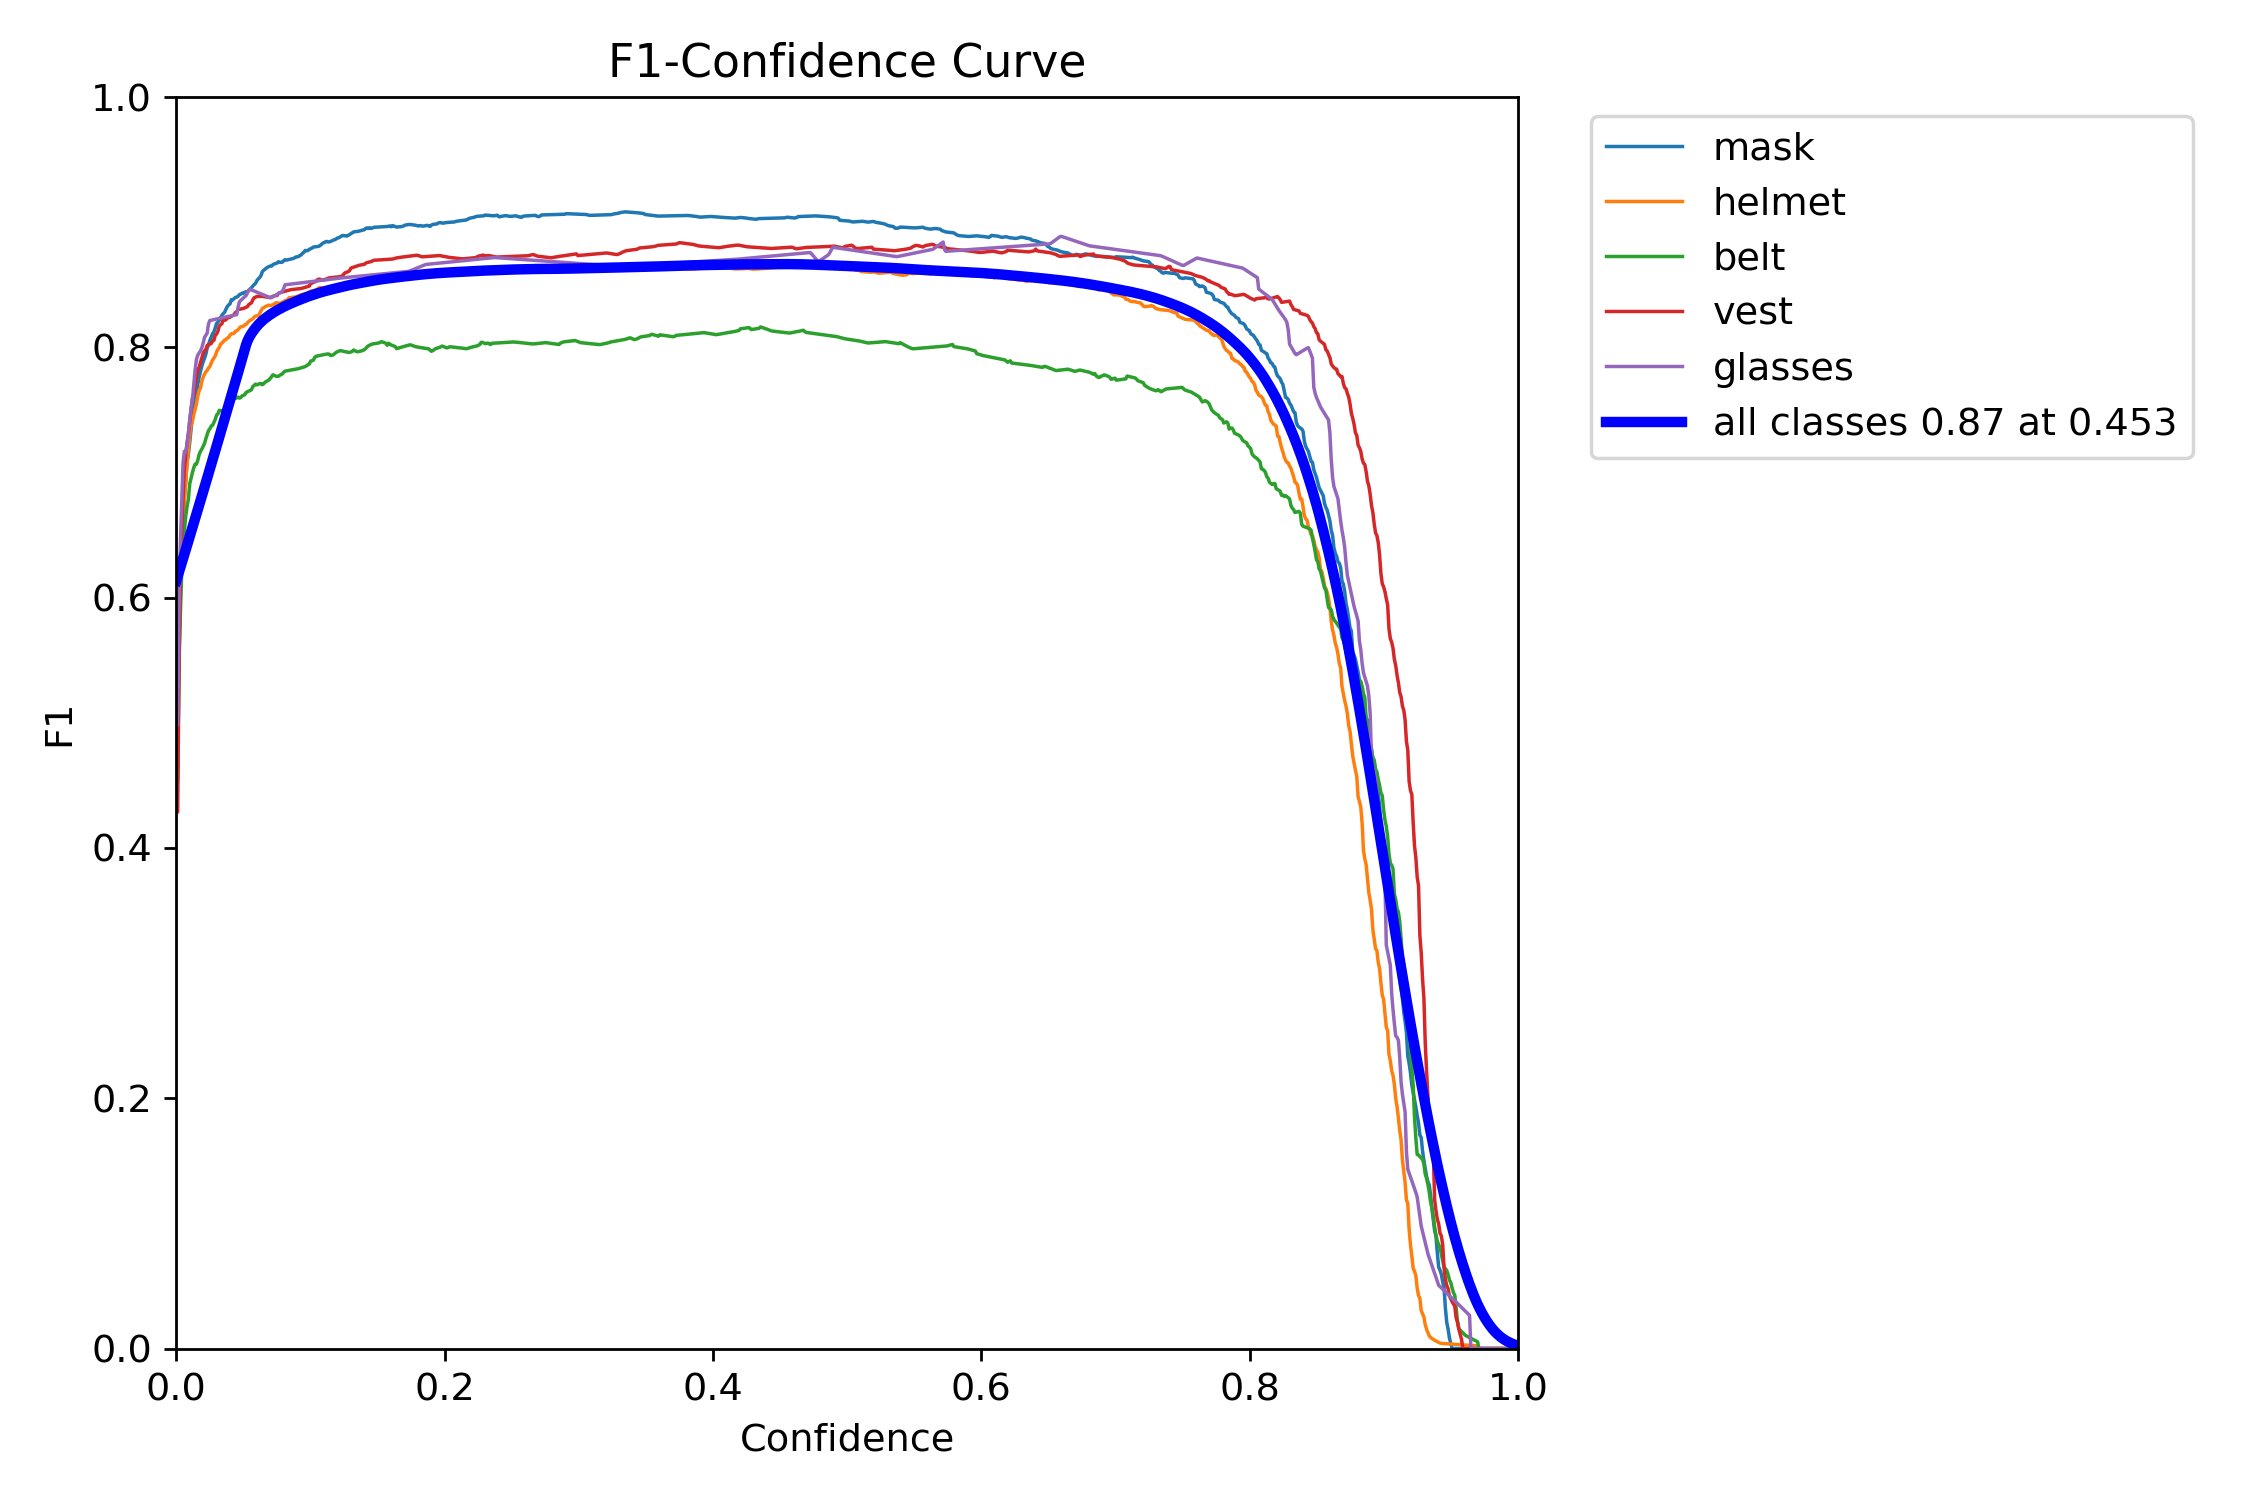 F1-Confidence Curve
1.0
0.8
0.6
0.4
0.2
0.0
F1
0.0 0.2 0.4 0.6 0.8 1.0
Confidence
mask
helmet
belt
vest
glasses
all classes 0.87 at 0.453